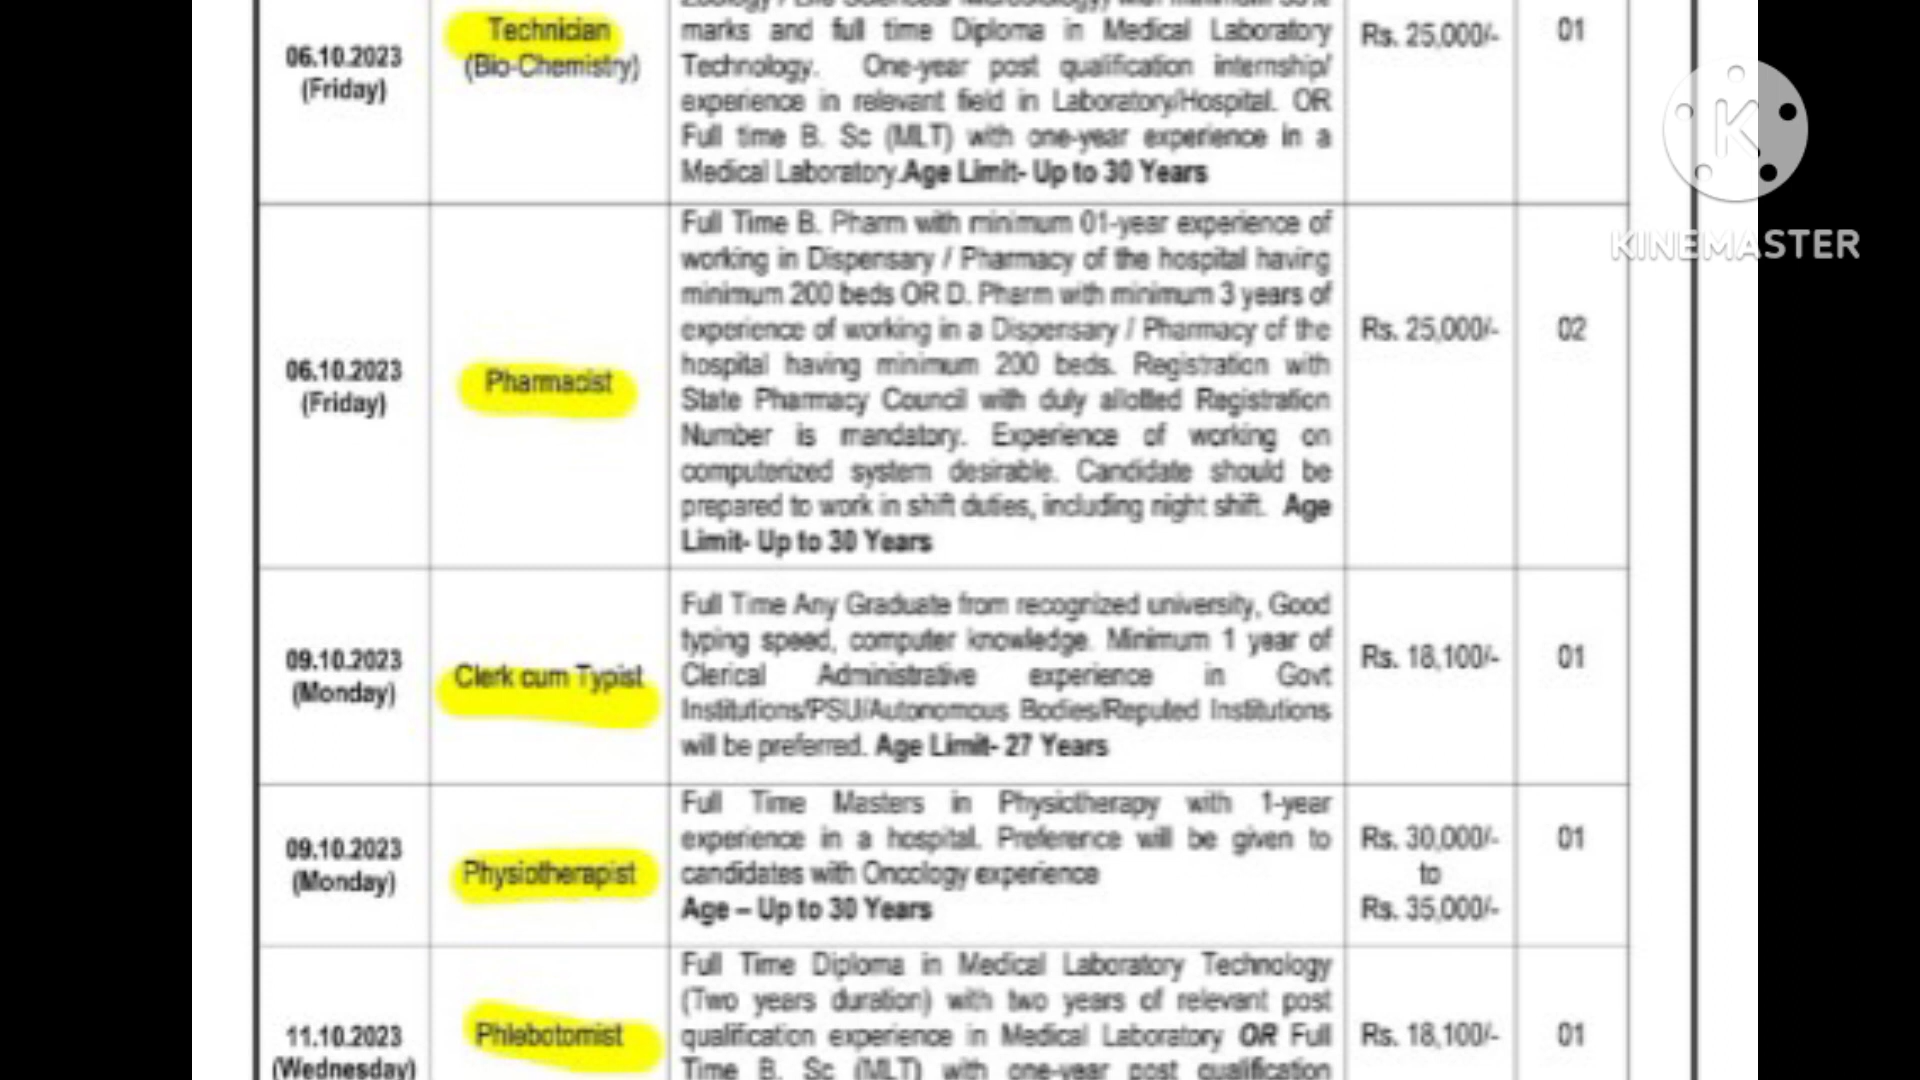 06.10.2023
(Friday)
Technician
(Bio-Chemistry)
marks and full time Diploma in Medical Laboratory
Technology. One-year post qualification internship/
experience in relevant field in Laboratory/Hospital. OR
Full time B. Sc (MLT) with one-year experience in a
Medical Laboratory.Age Limit- Up to 30 Years
Rs. 25,000/-
01
06.10.2023
(Friday)
Pharmacist
Full Time B. Pharm with minimum 01-year experience of
working in Dispensary / Pharmacy of the hospital having
minimum 200 beds OR D. Pharm with minimum 3 years of
experience of working in a Dispensary / Pharmacy of the
hospital having minimum 200 beds. Registration with
State Pharmacy Council with duly allotted Registration
Number is mandatory. Experience of working on
computerized system desirable. Candidate should be
prepared to work in shift duties, including night shift. Age
Limit- Up to 30 Years
Rs. 25,000/-
02
09.10.2023
(Monday)
Clerk cum Typist
Full Time Any Graduate from recognized university, Good
typing speed, computer knowledge. Minimum 1 year of
Clerical Administrative experience in Govt
Institutions/PSU/Autonomous Bodies/Reputed Institutions
will be preferred. Age Limit- 27 Years
Rs. 18,100/-
01
09.10.2023
(Monday)
Physiotherapist
Full Time Masters in Physiotherapy with 1-year
experience in a hospital. Preference will be given to
candidates with Oncology experience
Age – Up to 30 Years
Rs. 30,000/-
to
Rs. 35,000/-
01
11.10.2023
(Wednesday)
Phlebotomist
Full Time Diploma in Medical Laboratory Technology
(Two years duration) with two years of relevant post
qualification experience in Medical Laboratory OR Full
Time B. Sc (MLT) with one-year post qualification
Rs. 18,100/-
01
K
KINEMASTER